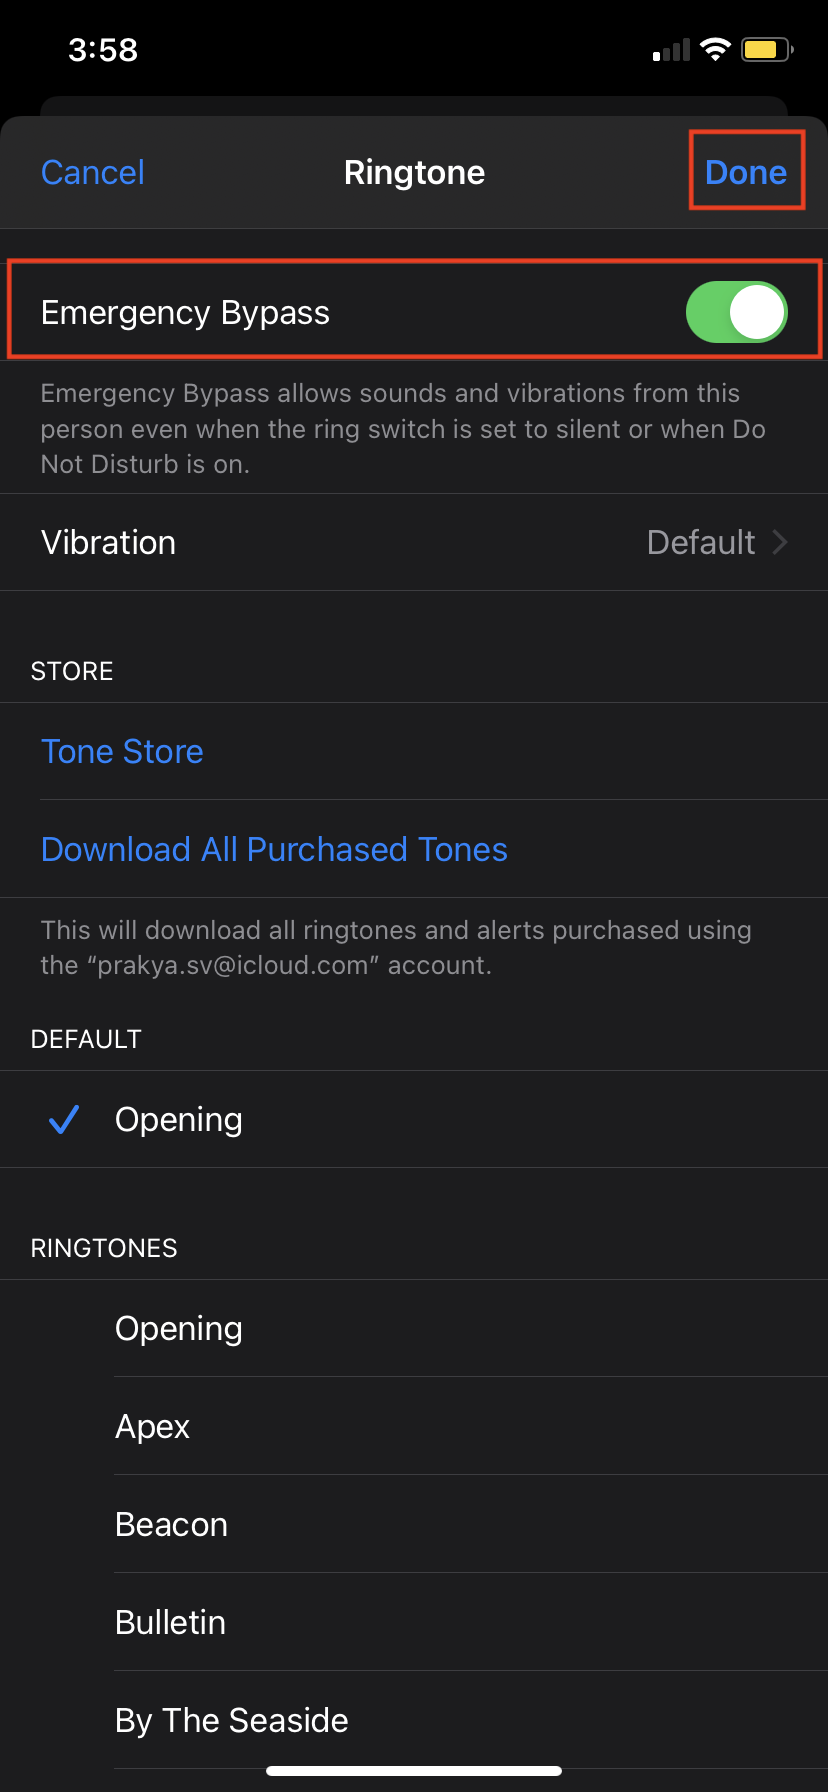 3:58
Cancel
Ringtone
Done
Emergency Bypass
Emergency Bypass allows sounds and vibrations from this
person even when the ring switch is set to silent or when Do
Not Disturb is on.
Vibration
Default
STORE
Tone Store
Download All Purchased Tones
This will download all ringtones and alerts purchased using
the “prakya.sv@icloud.com” account.
DEFAULT
Opening
RINGTONES
Opening
Apex
Beacon
Bulletin
By The Seaside